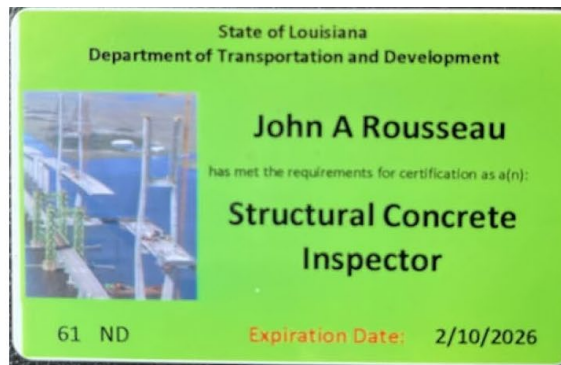 State of Louisiana
Department of Transportation and Development
John A Rousseau
has met the requirements for certification as a(n):
Structural Concrete
Inspector
61 ND
Expiration Date: 2/10/2026